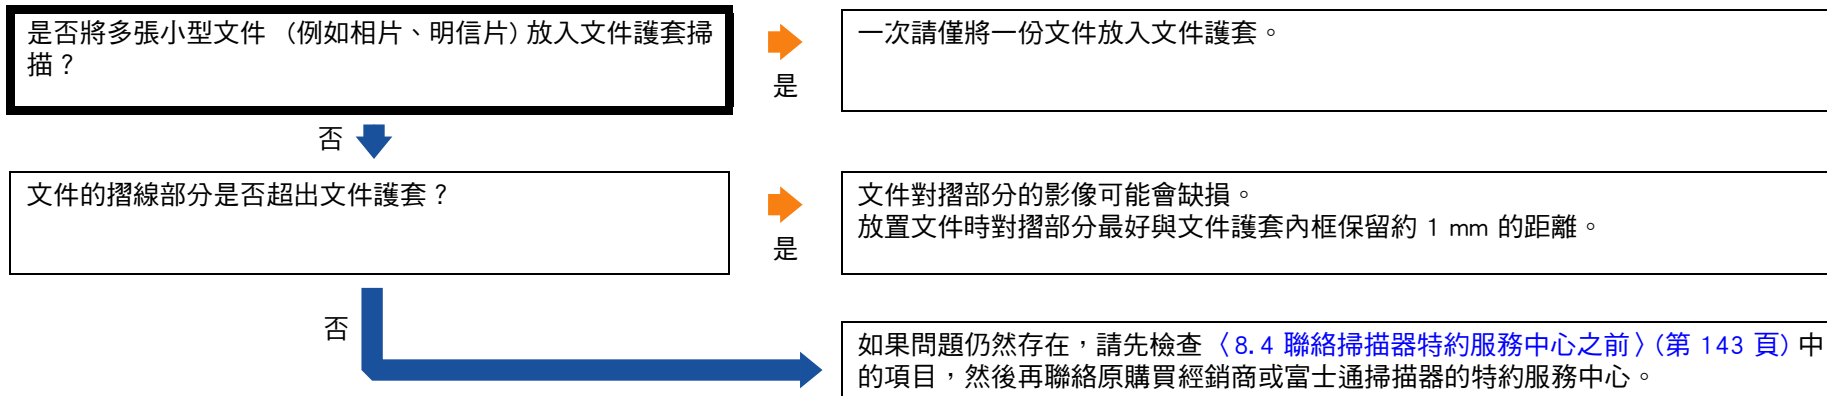 是否將多張小型文件 (例如相片、明信片) 放入文件護套掃
描？
是
一次請僅將一份文件放入文件護套。
否
文件的摺線部分是否超出文件護套？
是
文件對摺部分的影像可能會缺損。
放置文件時對摺部分最好與文件護套內框保留約 1 mm 的距離。
否
如果問題仍然存在，請先檢查〈8.4 聯絡掃描器特約服務中心之前〉(第 143 頁) 中
的項目，然後再聯絡原購買經銷商或富士通掃描器的特約服務中心。